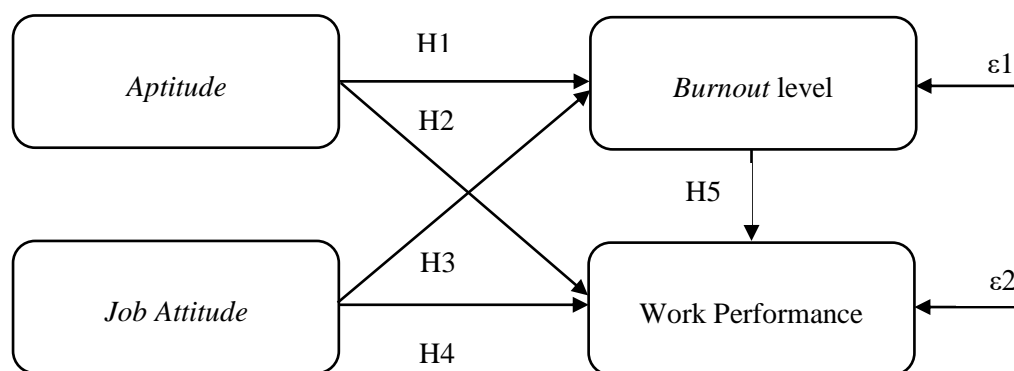 H1
Aptitude
Burnout level
ε1
H2
H5
H3
Job Attitude
Work Performance
ε2
H4